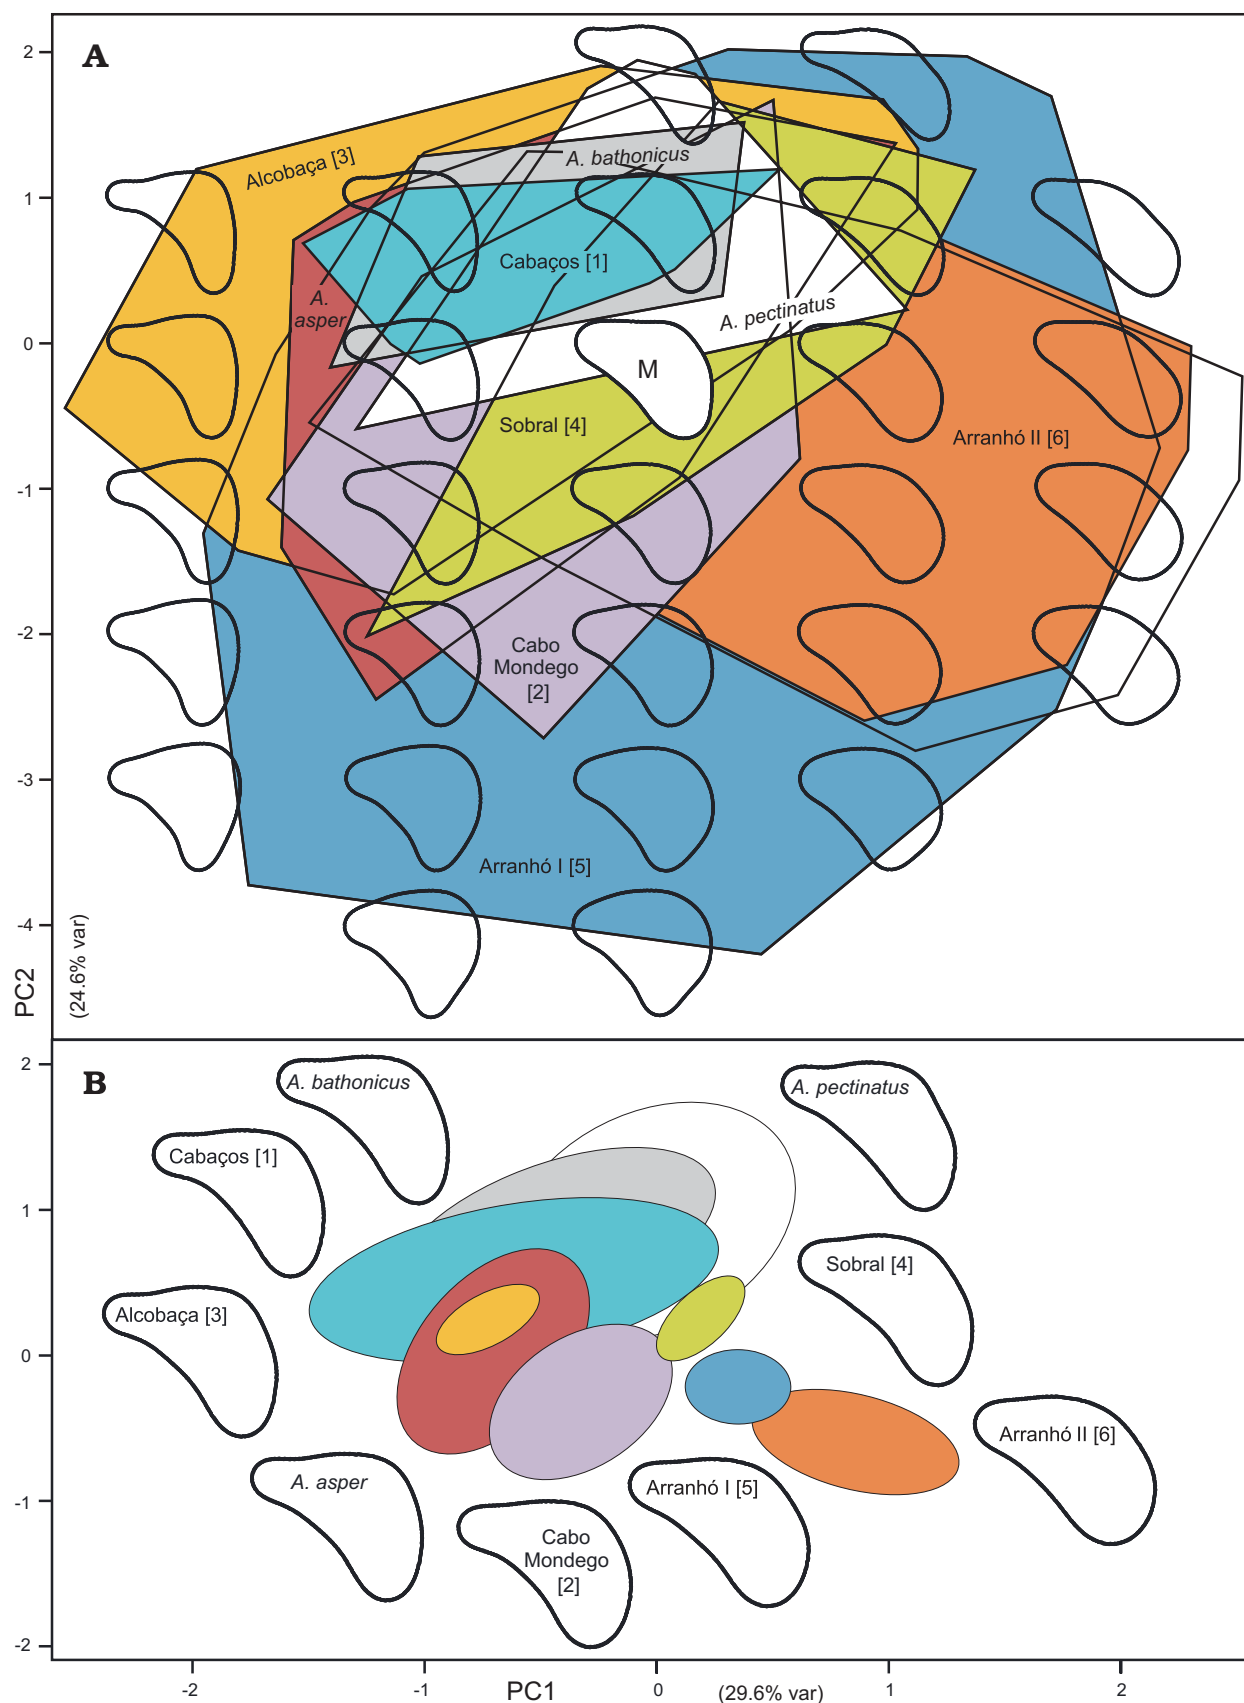 A
2
1
0
-1
-2
-3
-4
PC2
(24.6% var)
Alcobaça [3]
A. bathonicus
Cabaços [1]
A.
asper
A. pectinatus
M
Sobral [4]
Arranhó II [6]
Cabo
Mondego
[2]
Arranhó I [5]
B
2
1
0
-1
-2
A. bathonicus
A. pectinatus
Cabaços [1]
Sobral [4]
Alcobaça [3]
Arranhó II [6]
A. asper
Arranhó I [5]
Cabo
Mondego
[2]
-2
-1
PC1
0
(29.6% var)
1
2